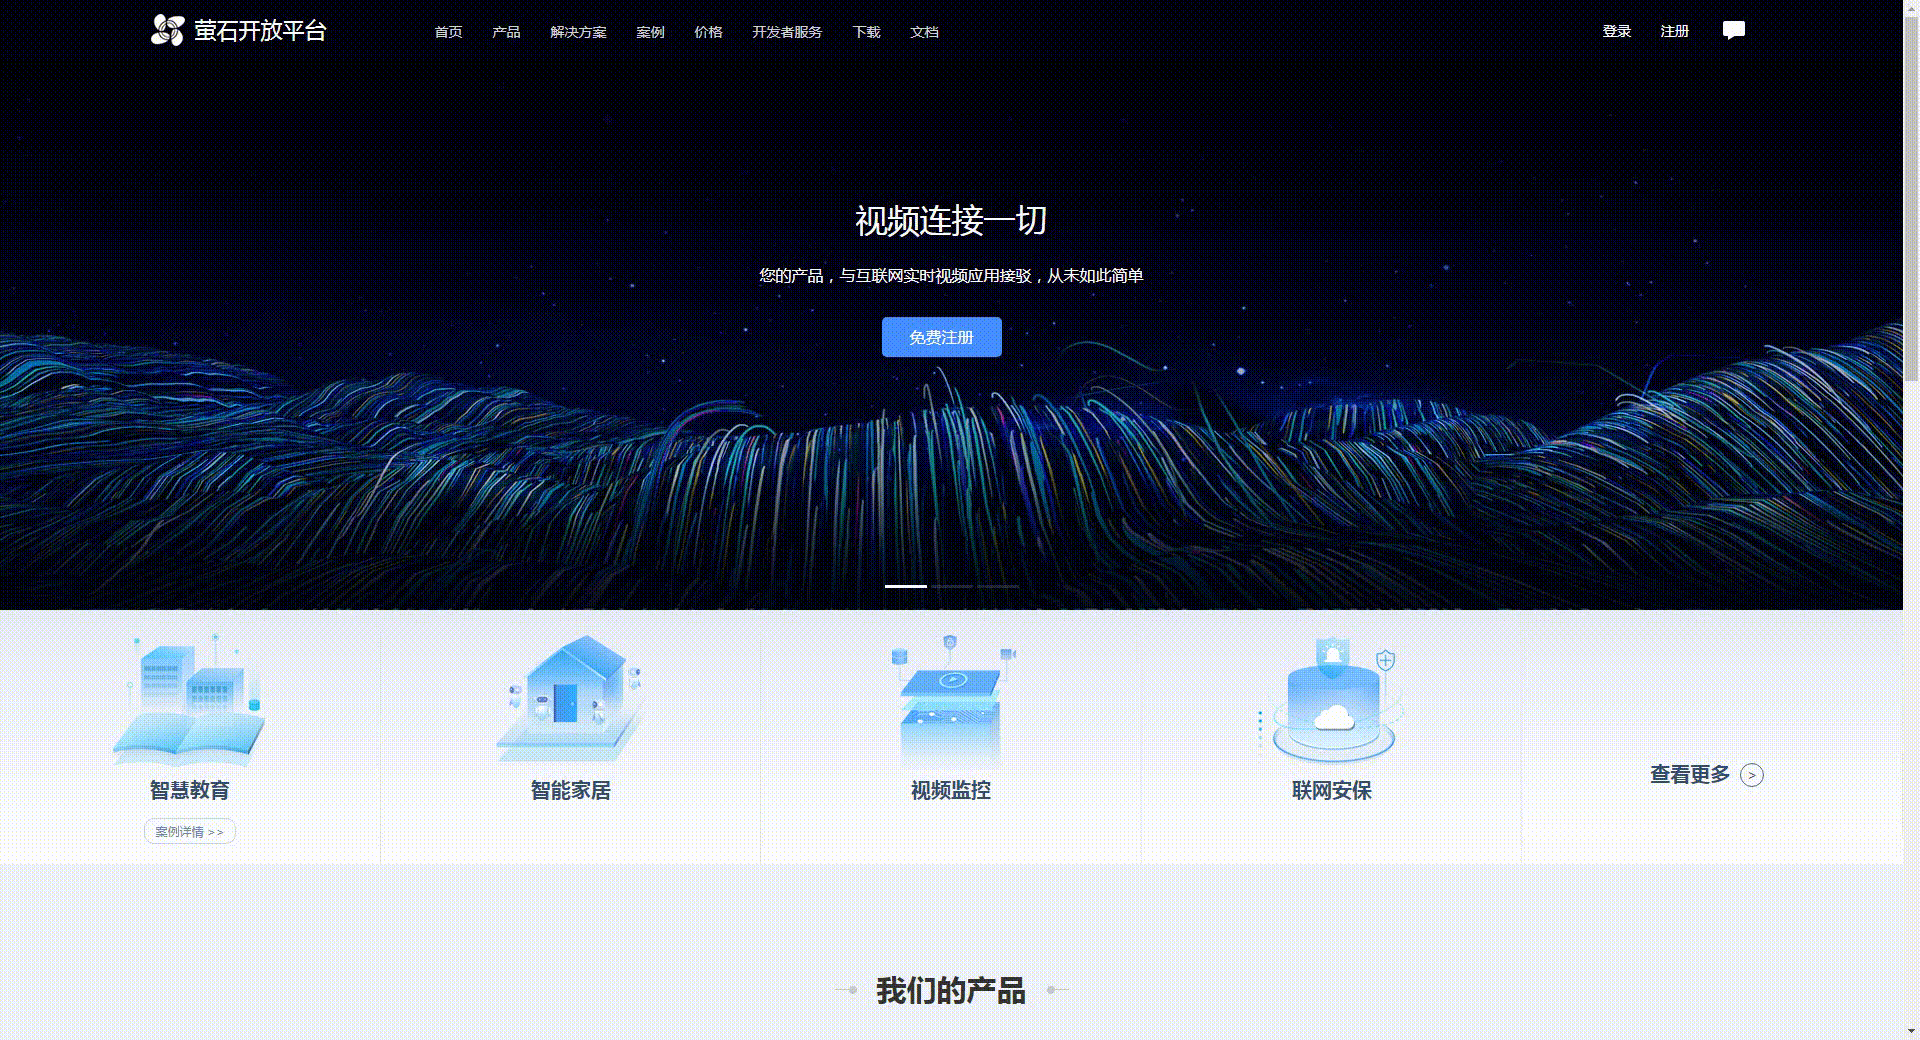 萤石开放平台
首页 产品 解决方案 案例 价格 开发者服务 下载 文档
登录 注册
视频连接一切
您的产品，与互联网实时视频应用接驳，从未如此简单
免费注册
智慧教育
案例详情 >>
智能家居
视频监控
联网安保
查看更多 >
我们的产品